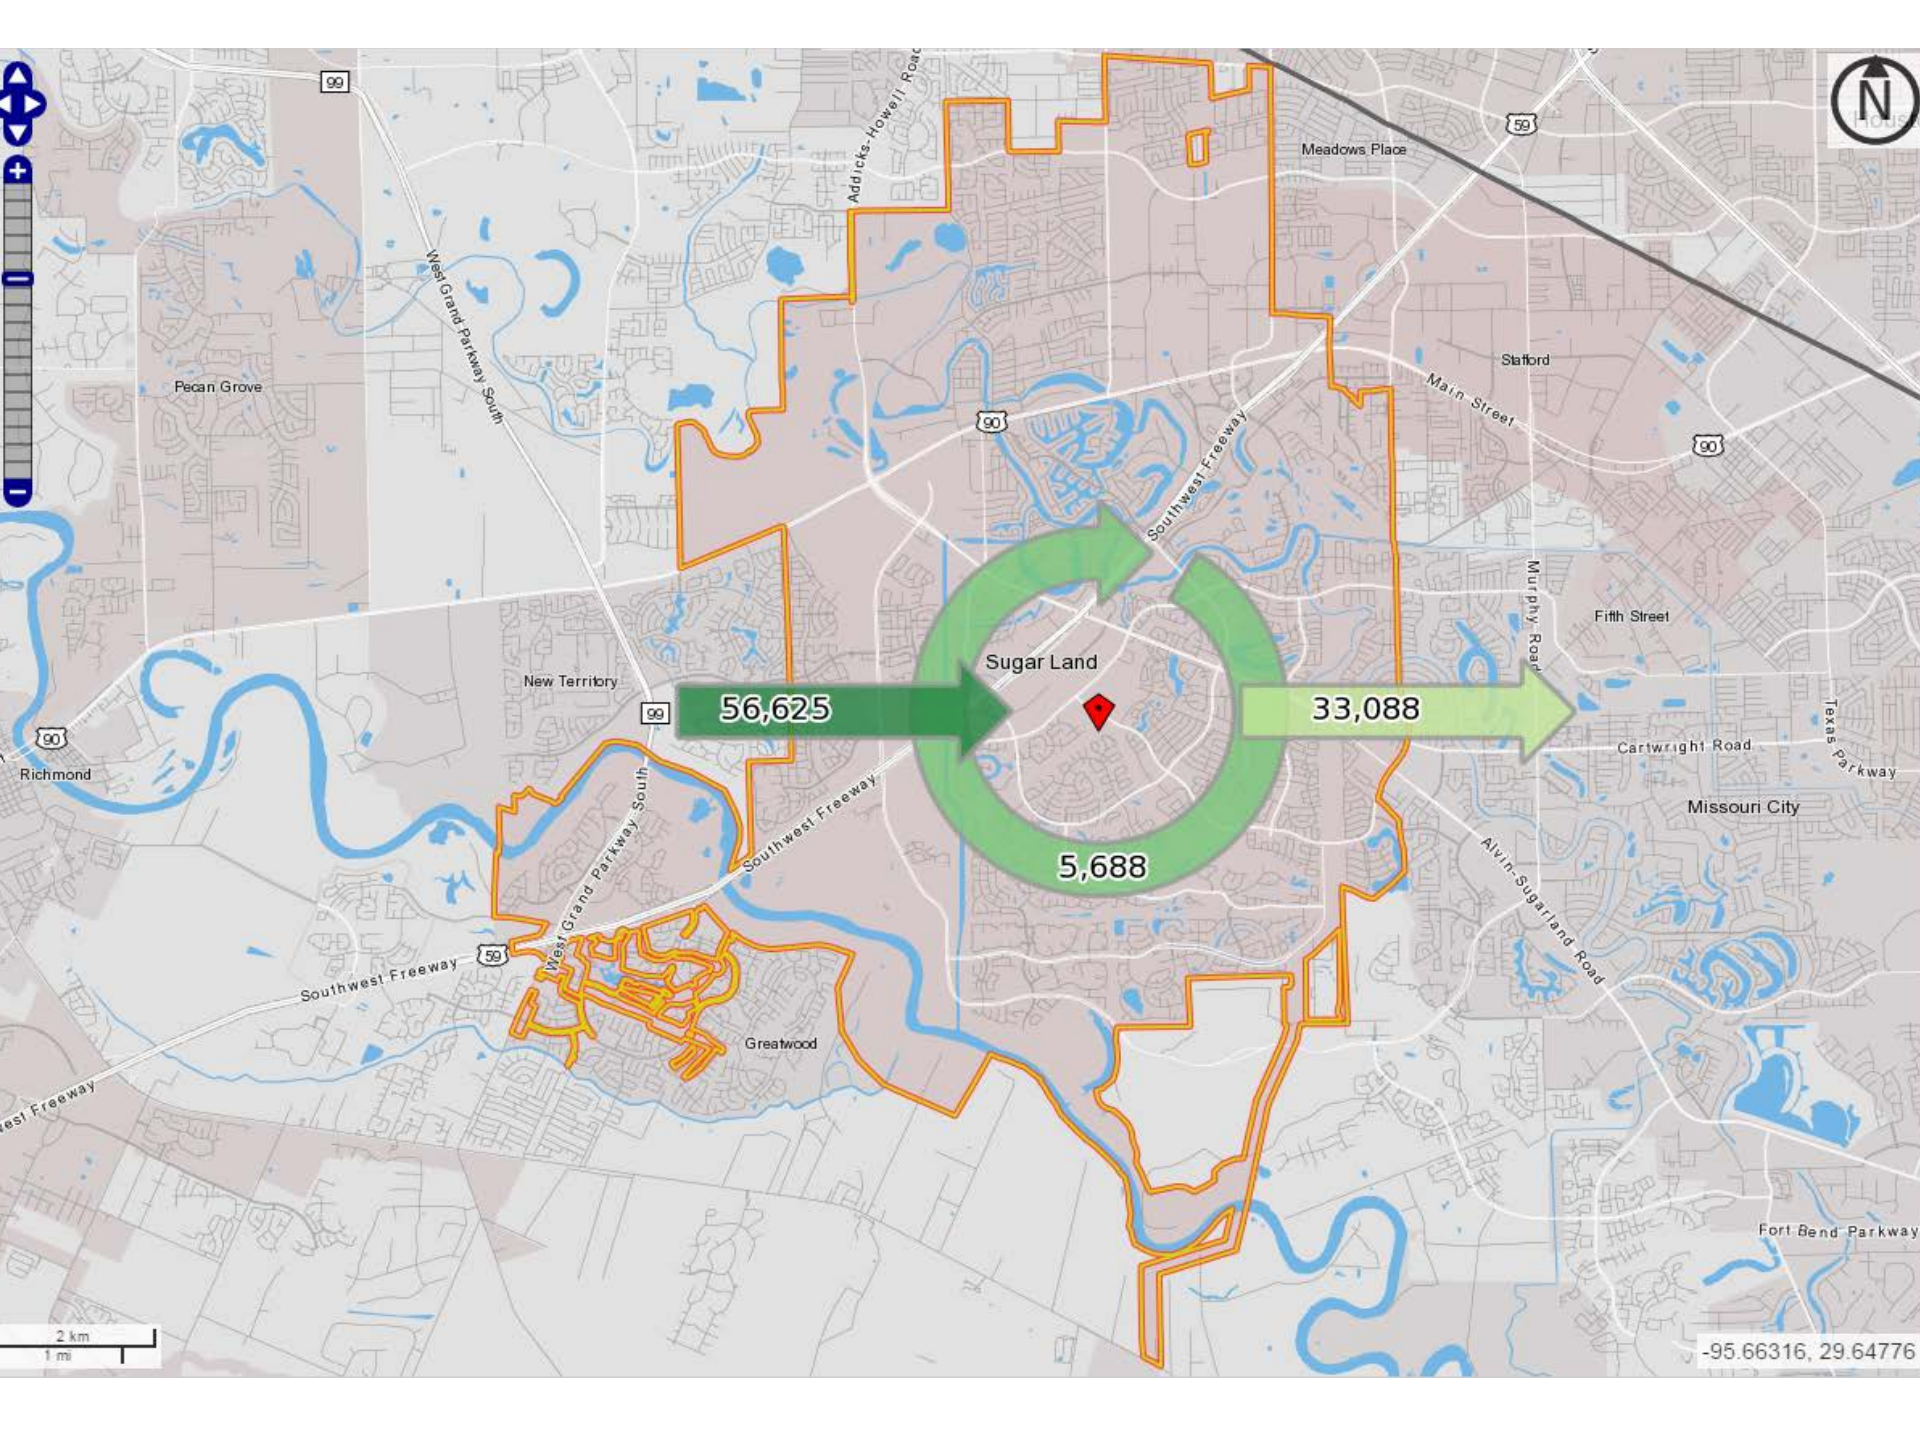 99
Addicks-Howell Road
59
N
Meadows Place
West Grand Parkway South
Pecan Grove
Stafford
Main Street
90
90
Southwest Freeway
Murphy Road
Fifth Street
Sugar Land
New Territory
99
56,625
33,088
90
Richmond
Cartwright Road
Texas Parkway
Missouri City
West Grand Parkway South
Southwest Freeway
5,688
Alvin-Sugarland Road
59
Southwest Freeway
Greatwood
west Freeway
Fort Bend Parkway
2 km
1 mi
-95.66316, 29.64776